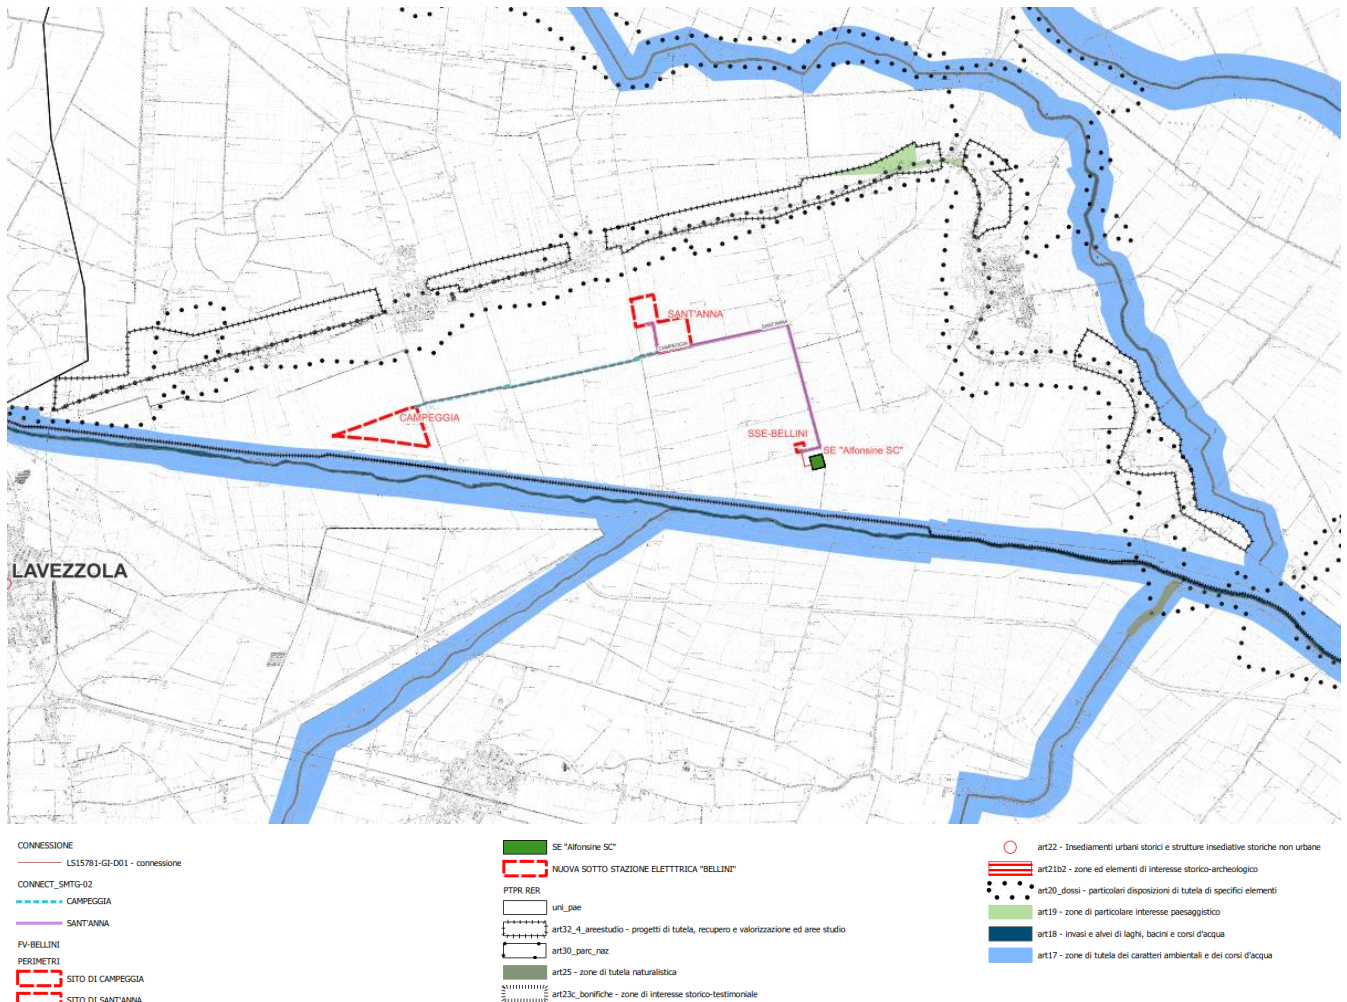 SANT'ANNA
SANT'ANNA
CAMPEGGIA
CAMPEGGIA
SSE-BELLINI
SE "Alfonsine SC"
LAVEZZOLA
CONNESSIONE
LS15781-GI-D01 - connessione
CONNECT_SMTG-02
CAMPEGGIA
SANT'ANNA
FV-BELLINI
PERIMETRI
SITO DI CAMPEGGIA
SITO DI SANT'ANNA
SE "Alfonsine SC"
NUOVA SOTTO STAZIONE ELETTTRICA "BELLINI"
PTPR RER
uni_pae
art32_4_areestudio - progetti di tutela, recupero e valorizzazione ed aree studio
art30_parc_naz
art25 - zone di tutela naturalistica
art23c_bonifiche - zone di interesse storico-testimoniale
art22 - Insediamenti urbani storici e strutture insediative storiche non urbane
art21b2 - zone ed elementi di interesse storico-archeologico
art20_dossi - particolari disposizioni di tutela di specifici elementi
art19 - zone di particolare interesse paesaggistico
art18 - invasi e alvei di laghi, bacini e corsi d'acqua
art17 - zone di tutela dei caratteri ambientali e dei corsi d'acqua